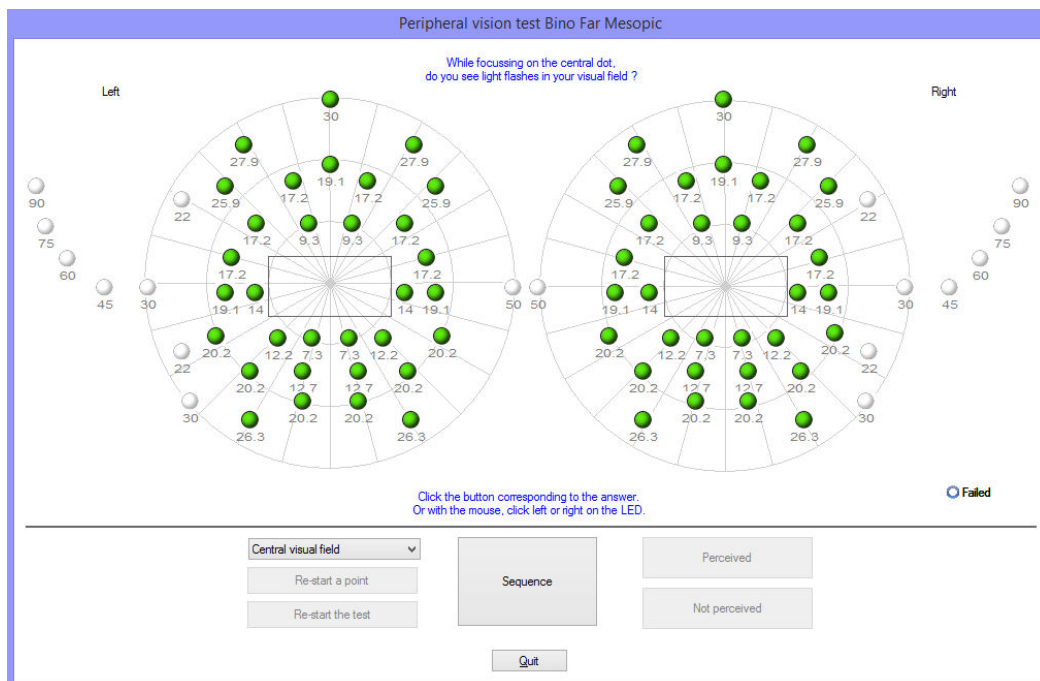 Peripheral vision test Bino Far Mesopic
While focussing on the central dot,
do you see light flashes in your visual field ?
Left
Right
30 30
27.9 27.9 27.9 27.9
19.1 19.1
90 25.9 17.2 17.2 25.9 25.9 17.2 17.2 25.9 90
22 22
17.2 9.3 9.3 17.2 17.2 9.3 9.3 17.2
75 75
60 17.2 17.2 17.2 17.2 60
45 30 19.1 14 14 19.1 50 50 19.1 14 14 19.1 30 45
20.2 12.2 7.3 7.3 12.2 20.2 20.2 12.2 7.3 7.3 12.2 20.2
22 22
20.2 12.7 12.7 20.2 20.2 12.7 12.7 20.2
30 20.2 20.2 20.2 20.2 30
26.3 26.3 26.3 26.3
Failed
Click the button corresponding to the answer.
Or with the mouse, click left or right on the LED.
Central visual field
Re-start a point
Re-start the test
Sequence
Perceived
Not perceived
Quit